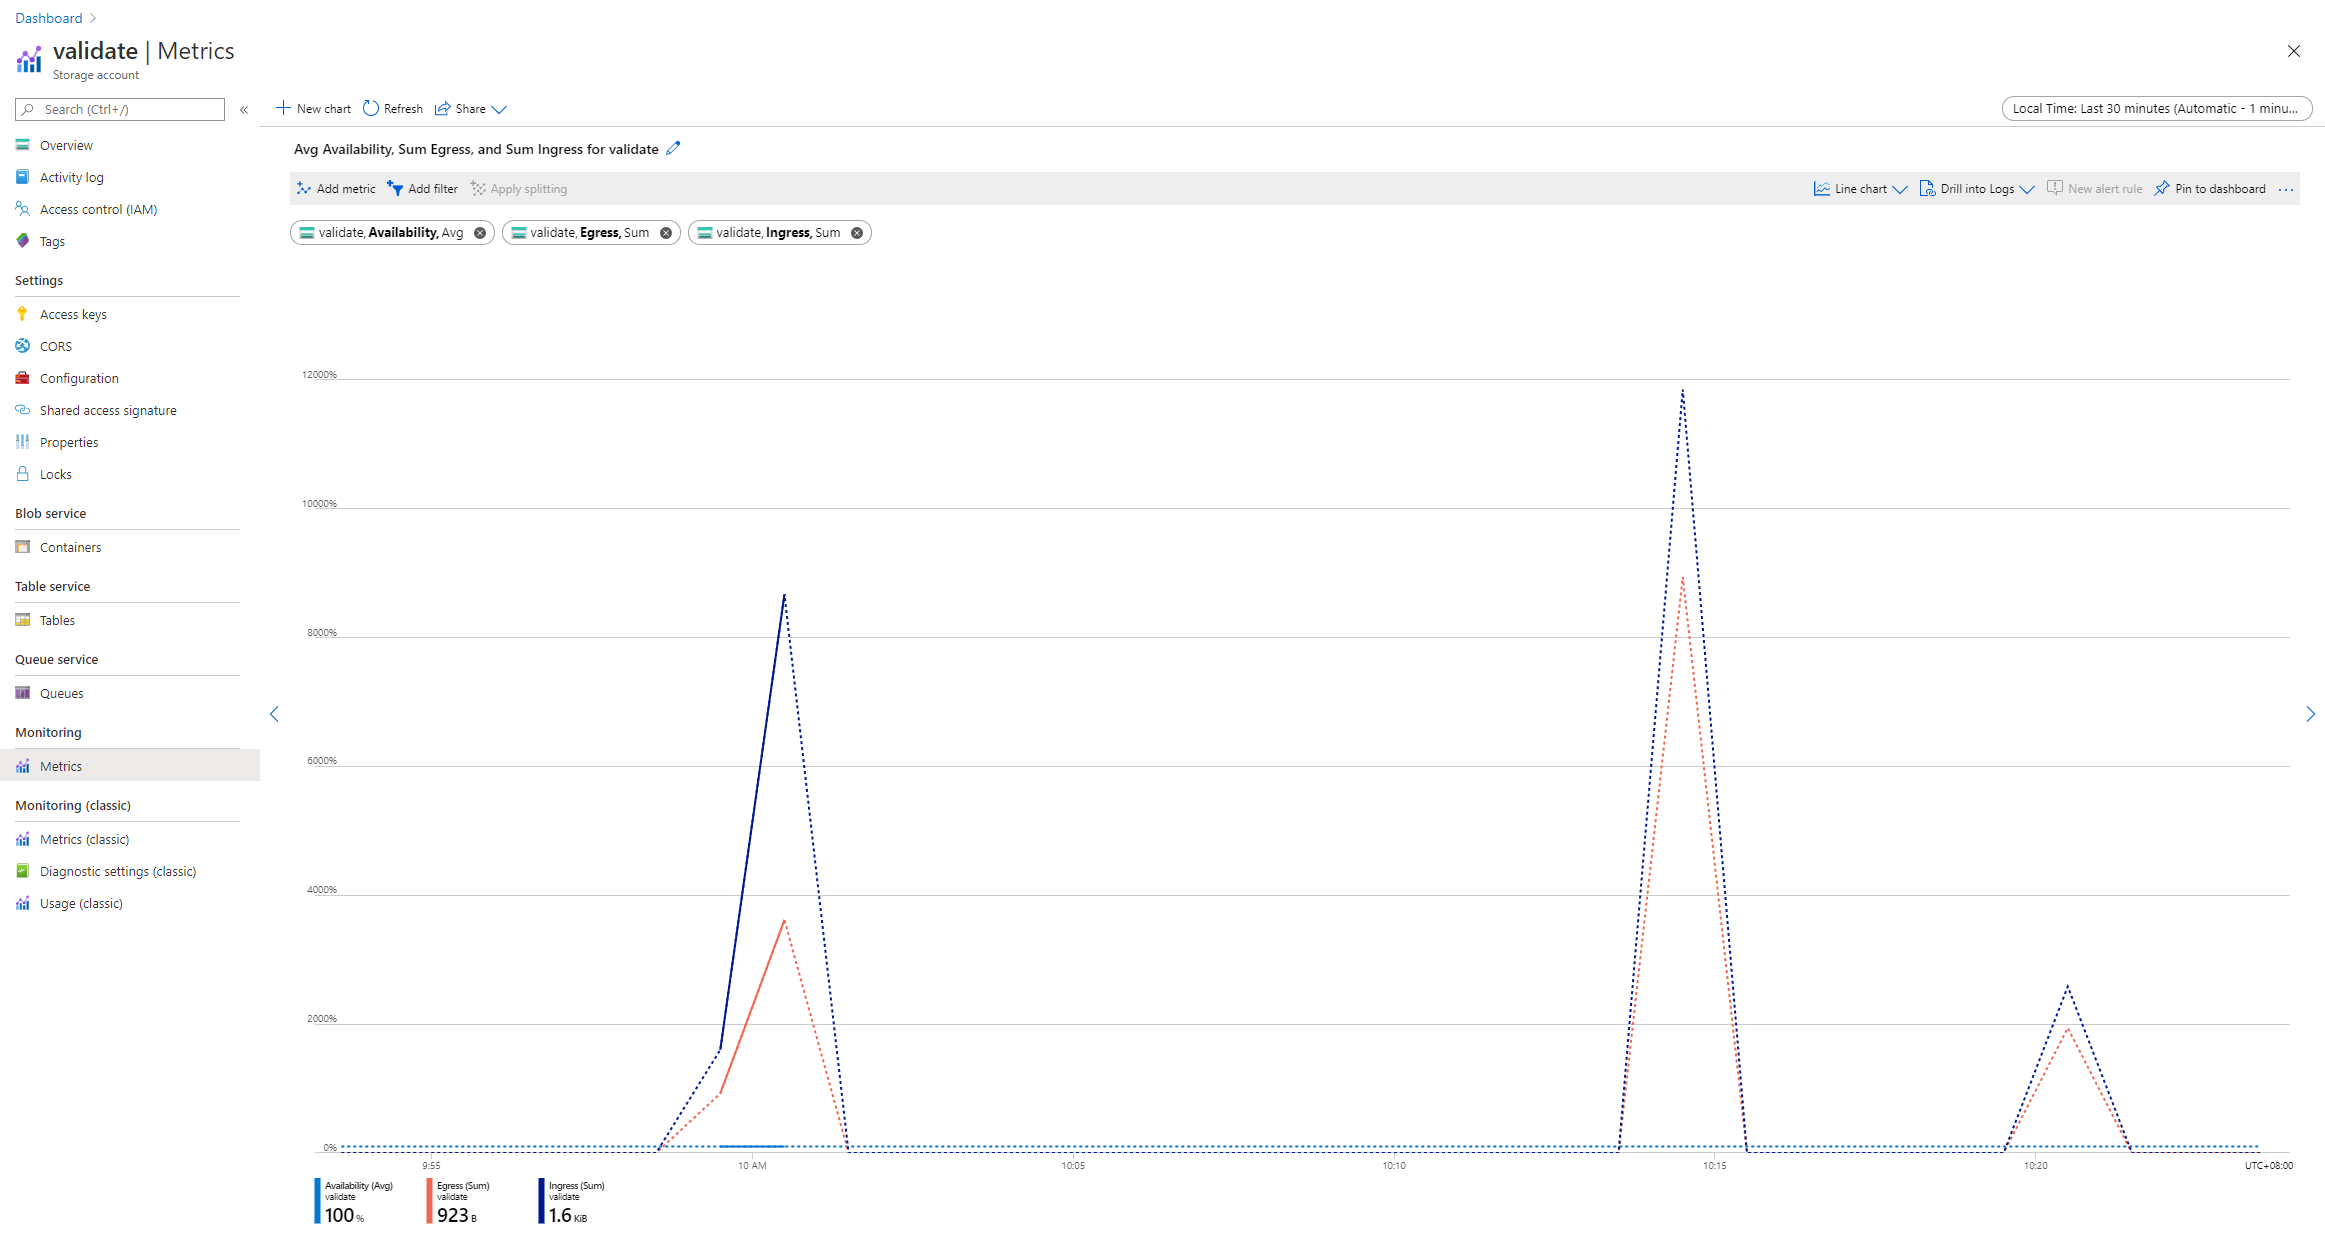 Dashboard
validate | Metrics
Storage account
Search (Ctrl+/)
«
New chart
Refresh
Share
Local Time: Last 30 minutes (Automatic - 1 minu...
Overview
Activity log
Access control (IAM)
Tags
Settings
Access keys
CORS
Configuration
Shared access signature
Properties
Locks
Blob service
Containers
Table service
Tables
Queue service
Queues
Monitoring
Metrics
Monitoring (classic)
Metrics (classic)
Diagnostic settings (classic)
Usage (classic)
Avg Availability, Sum Egress, and Sum Ingress for validate
Add metric
Add filter
Apply splitting
Line chart
Drill into Logs
New alert rule
Pin to dashboard
...
validate, Availability, Avg
validate, Egress, Sum
validate, Ingress, Sum
12000%
10000%
8000%
6000%
4000%
2000%
0%
9:55
10 AM
10:05
10:10
10:15
10:20
UTC+08:00
Availability (Avg)
validate
100 %
Egress (Sum)
validate
923 B
Ingress (Sum)
validate
1.6 KiB